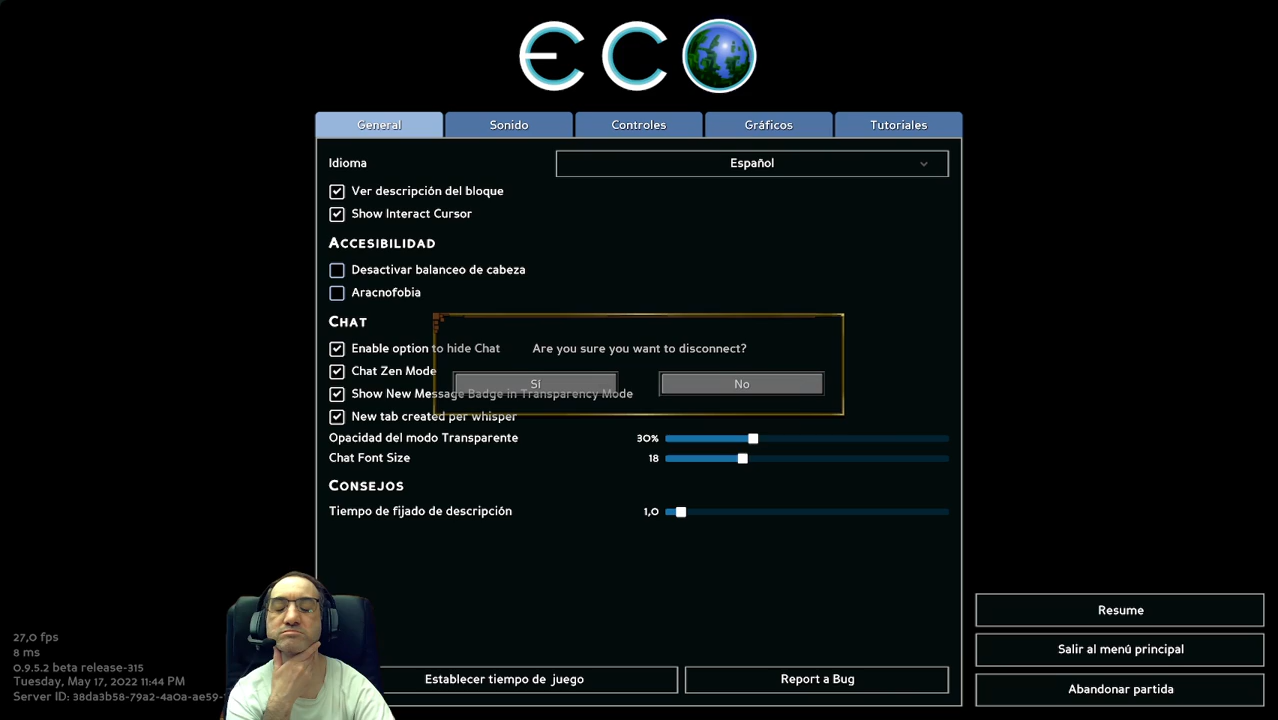 ECO
General
Sonido
Controles
Gráficos
Tutoriales
Idioma
Español
Ver descripción del bloque
Show Interact Cursor
ACCESIBILIDAD
Desactivar balanceo de cabeza
Aracnofobia
CHAT
Enable option to hide Chat
Are you sure you want to disconnect?
Chat Zen Mode
Sí
No
Show New Message Badge in Transparency Mode
New tab created per whisper
Opacidad del modo Transparente
30%
Chat Font Size
18
CONSEJOS
Tiempo de fijado de descripción
1,0
Resume
Salir al menú principal
Abandonar partida
27,0 fps
8 ms
0.9.5.2 beta release-315
Tuesday, May 17, 2022 11:44 PM
Server ID: 38da3b58-79a2-4a0a-ae59-
Establecer tiempo de juego
Report a Bug